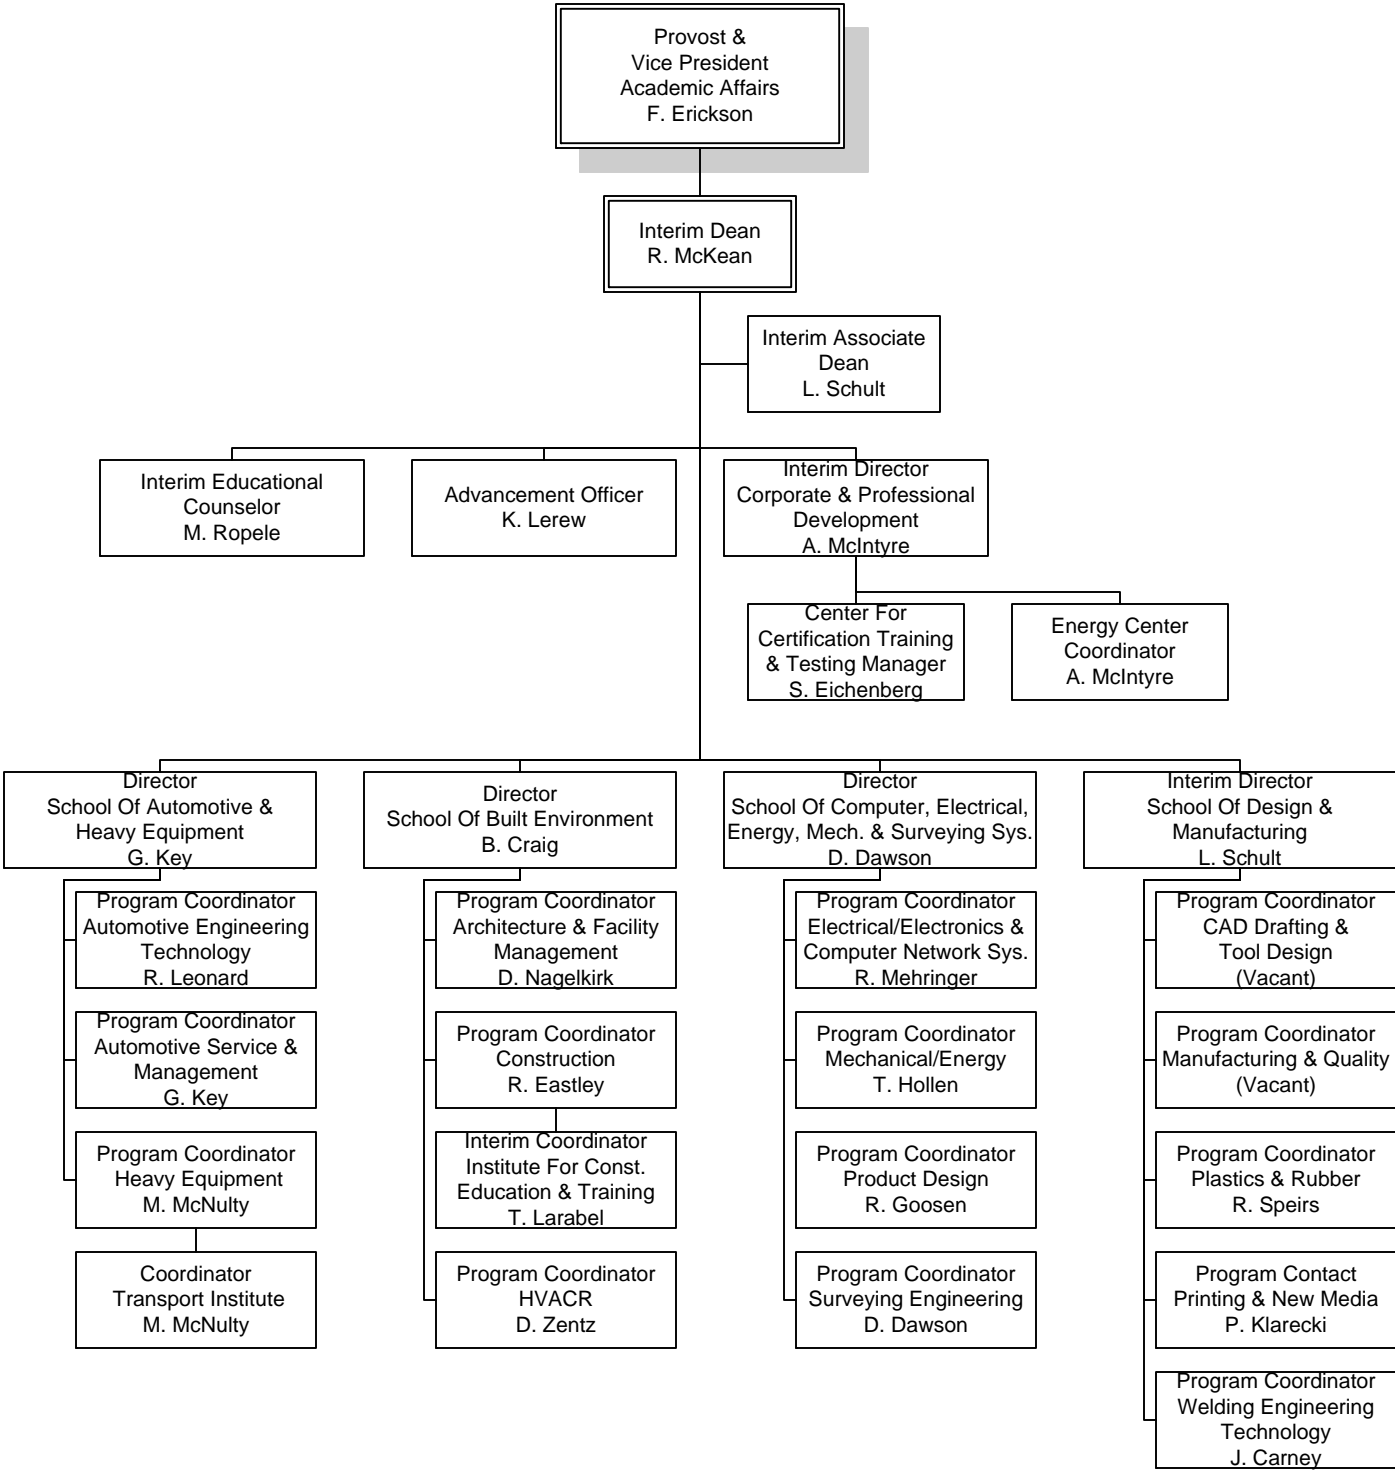 Provost &
Vice President
Academic Affairs
F. Erickson
Interim Dean
R. McKean
Interim Associate
Dean
L. Schult
Interim Educational
Counselor
M. Ropele
Advancement Officer
K. Lerew
Interim Director
Corporate & Professional
Development
A. McIntyre
Center For
Certification Training
& Testing Manager
S. Eichenberg
Energy Center
Coordinator
A. McIntyre
Director
School Of Automotive &
Heavy Equipment
G. Key
Program Coordinator
Automotive Engineering
Technology
R. Leonard
Program Coordinator
Automotive Service &
Management
G. Key
Program Coordinator
Heavy Equipment
M. McNulty
Coordinator
Transport Institute
M. McNulty
Director
School Of Built Environment
B. Craig
Program Coordinator
Architecture & Facility
Management
D. Nagelkirk
Program Coordinator
Construction
R. Eastley
Interim Coordinator
Institute For Const.
Education & Training
T. Larabel
Program Coordinator
HVACR
D. Zentz
Director
School Of Computer, Electrical,
Energy, Mech. & Surveying Sys.
D. Dawson
Program Coordinator
Electrical/Electronics &
Computer Network Sys.
R. Mehringer
Program Coordinator
Mechanical/Energy
T. Hollen
Program Coordinator
Product Design
R. Goosen
Program Coordinator
Surveying Engineering
D. Dawson
Interim Director
School Of Design &
Manufacturing
L. Schult
Program Coordinator
CAD Drafting &
Tool Design
(Vacant)
Program Coordinator
Manufacturing & Quality
(Vacant)
Program Coordinator
Plastics & Rubber
R. Speirs
Program Contact
Printing & New Media
P. Klarecki
Program Coordinator
Welding Engineering
Technology
J. Carney